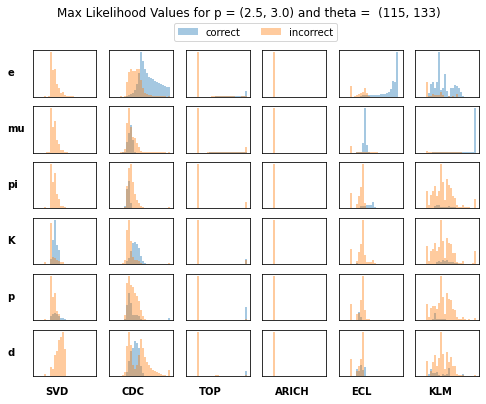 Max Likelihood Values for p = (2.5, 3.0) and theta =  (115, 133)
correct incorrect
e
mu
pi
K
p
d
SVD CDC TOP ARICH ECL KLM